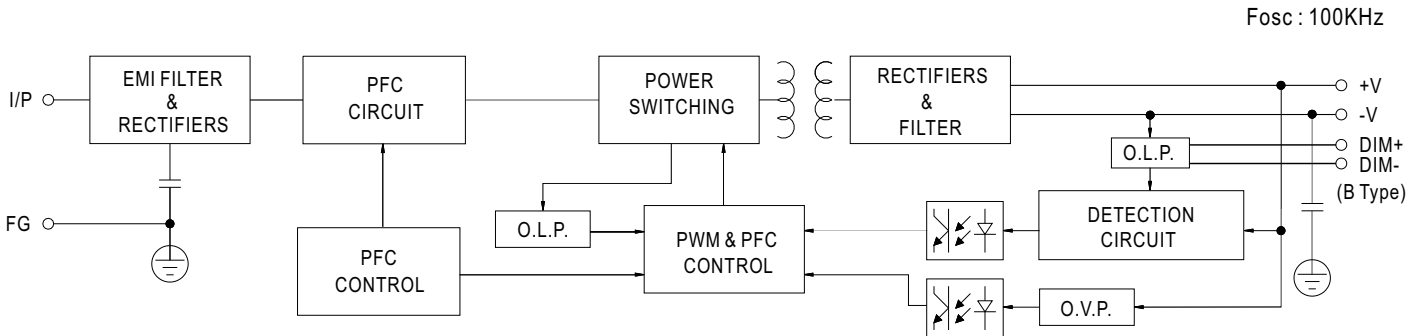 Fosc : 100KHz
I/P
EMI FILTER
&
RECTIFIERS
PFC
CIRCUIT
POWER
SWITCHING
RECTIFIERS
&
FILTER
+V
-V
DIM+
DIM-
(B Type)
O.L.P.
FG
O.L.P.
PFC
CONTROL
PWM & PFC
CONTROL
DETECTION
CIRCUIT
O.V.P.